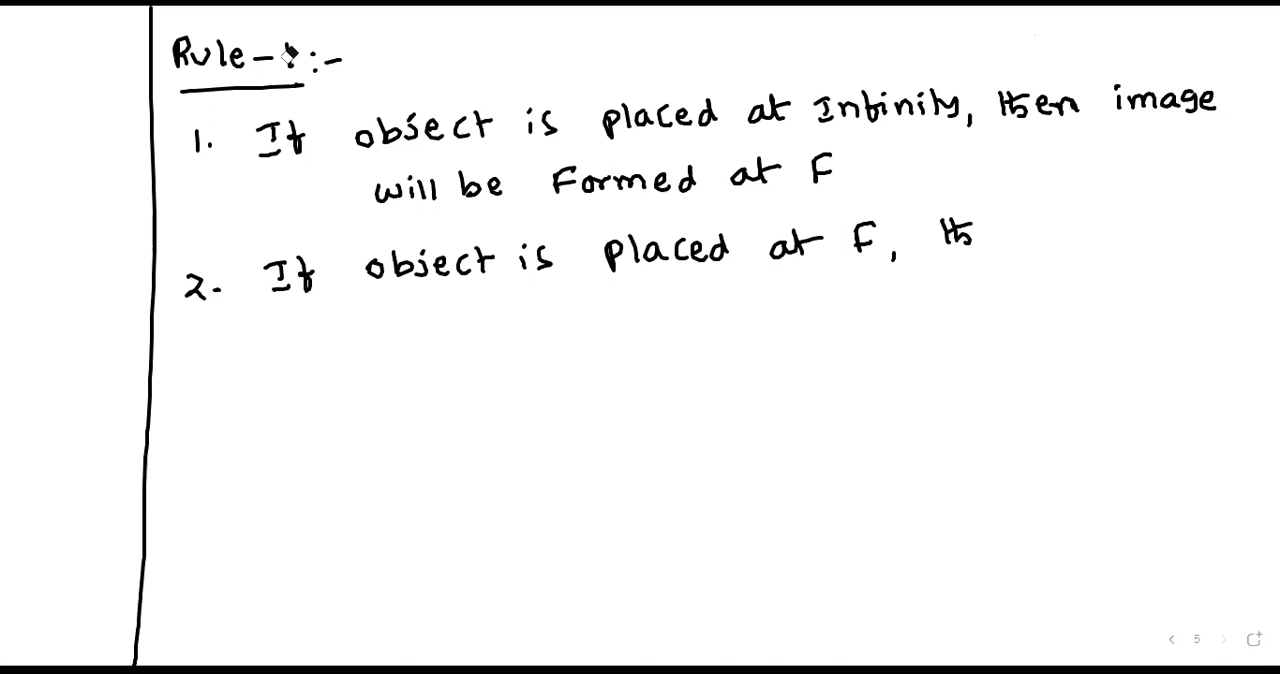 Rule - :-
1. If object is placed at Infinity, then image
will be Formed at F
2. If object is placed at F, th
5